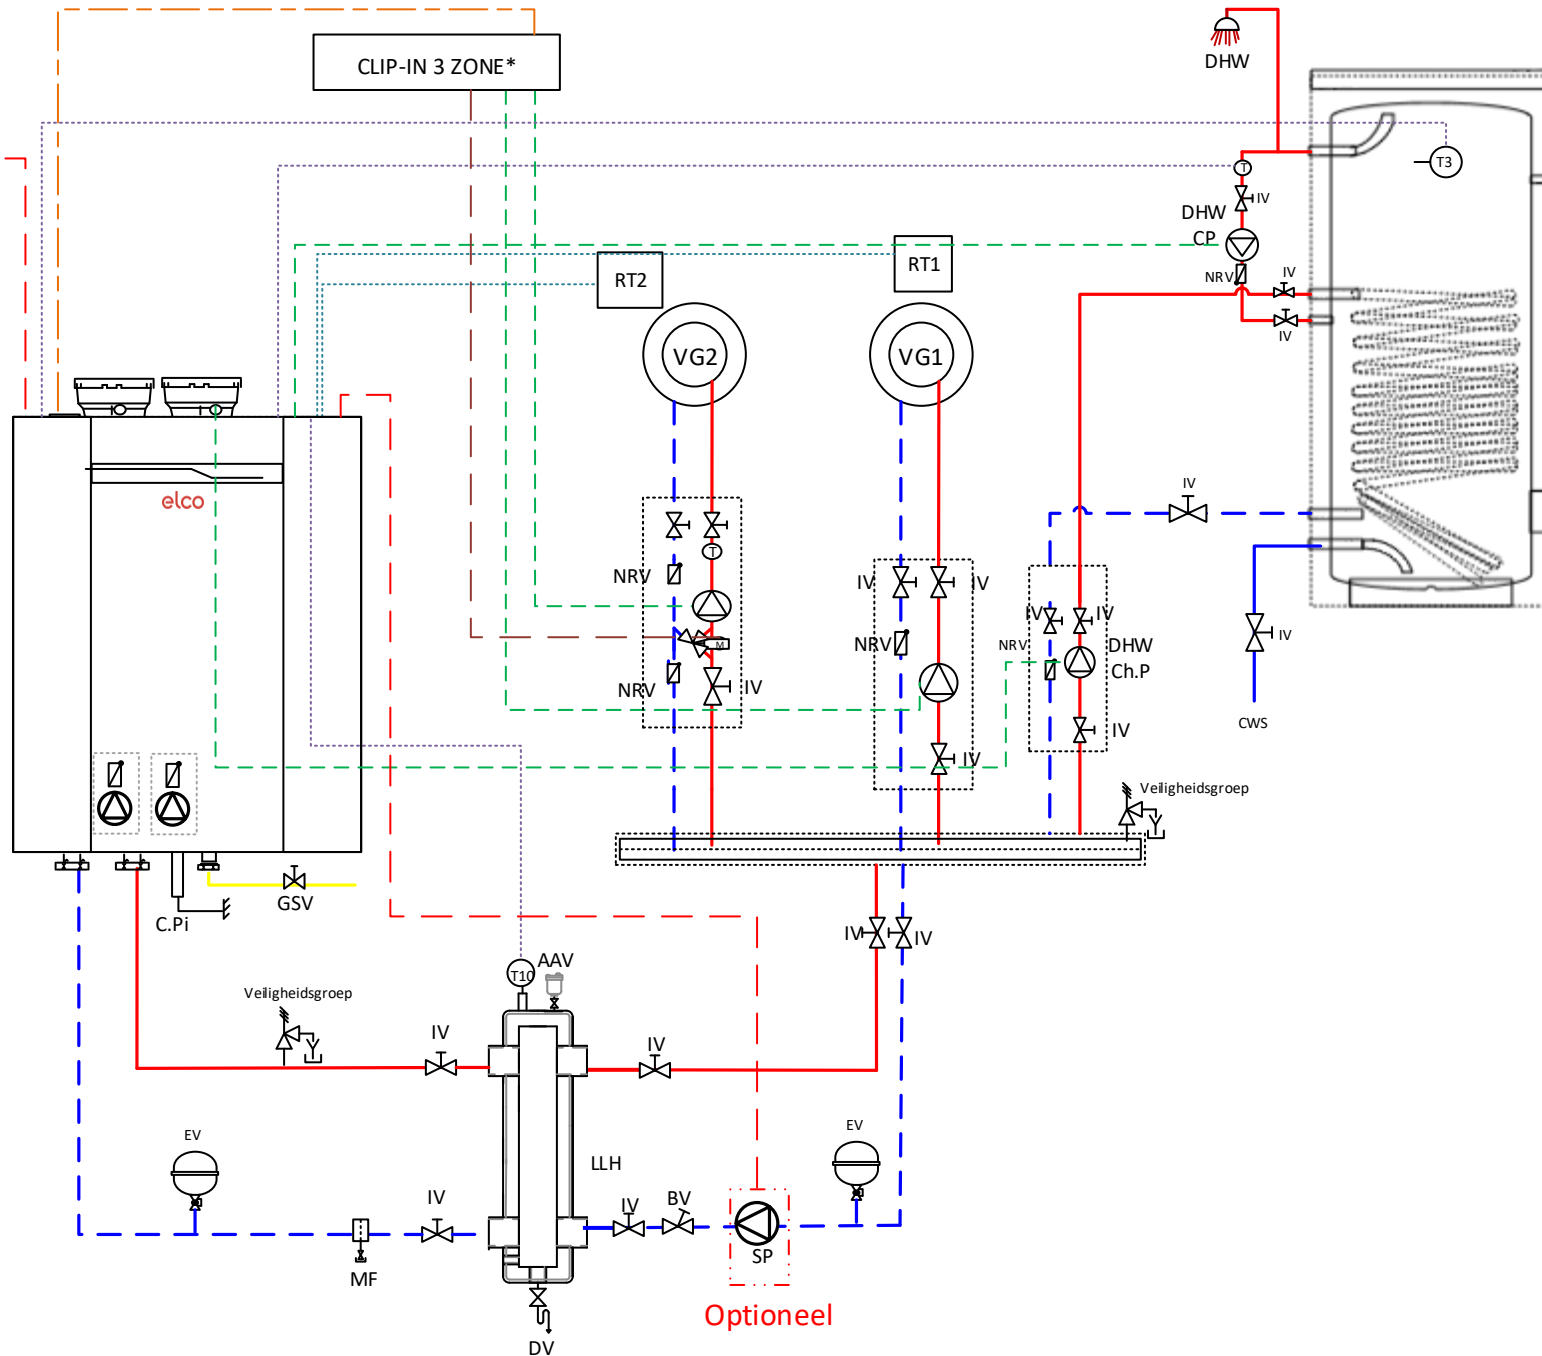 CLIP-IN 3 ZONE*
DHW
T3
T
IV
DHW
CP
NRV
IV
IV
RT2
RT1
VG2
VG1
elco
IV
T
NRV
M
NRV
IV
IV
IV
NRV
IV
IV
IV
NRV
DHW
Ch.P
IV
IV
CWS
Veiligheidsgroep
GSV
C.Pi
IV
IV
T10
AAV
Veiligheidsgroep
IV
IV
EV
LLH
EV
IV
IV
BV
MF
SP
Optioneel
DV